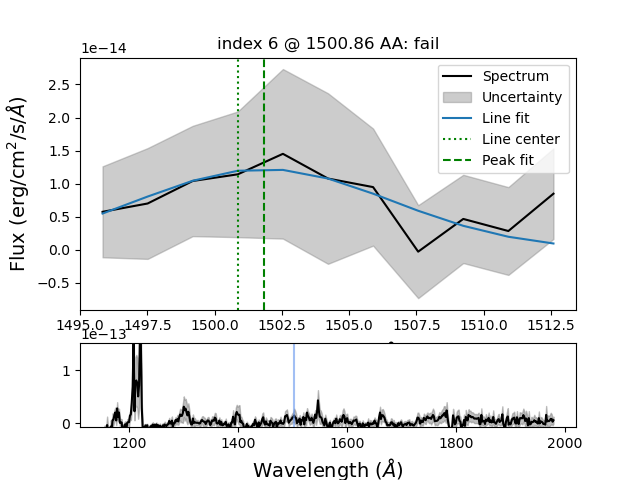 index 6 @ 1500.86 AA: fail
1e−14
2.5
2.0
1.5
1.0
0.5
0.0
−0.5
Flux (erg/cm²/s/Å)
Spectrum
Uncertainty
Line fit
Line center
Peak fit
1495.0 1497.5 1500.0 1502.5 1505.0 1507.5 1510.0 1512.5
1e−13
1
0
1200 1400 1600 1800 2000
Wavelength (Å)